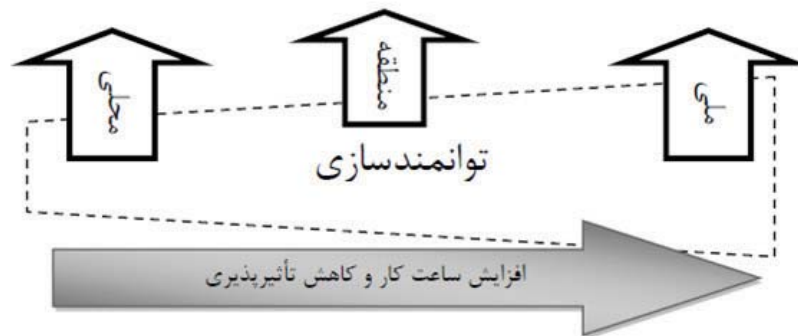 ملی
منطقه
محلی
توانمندسازی
افزایش ساعت کار و کاهش تأثیرپذیری